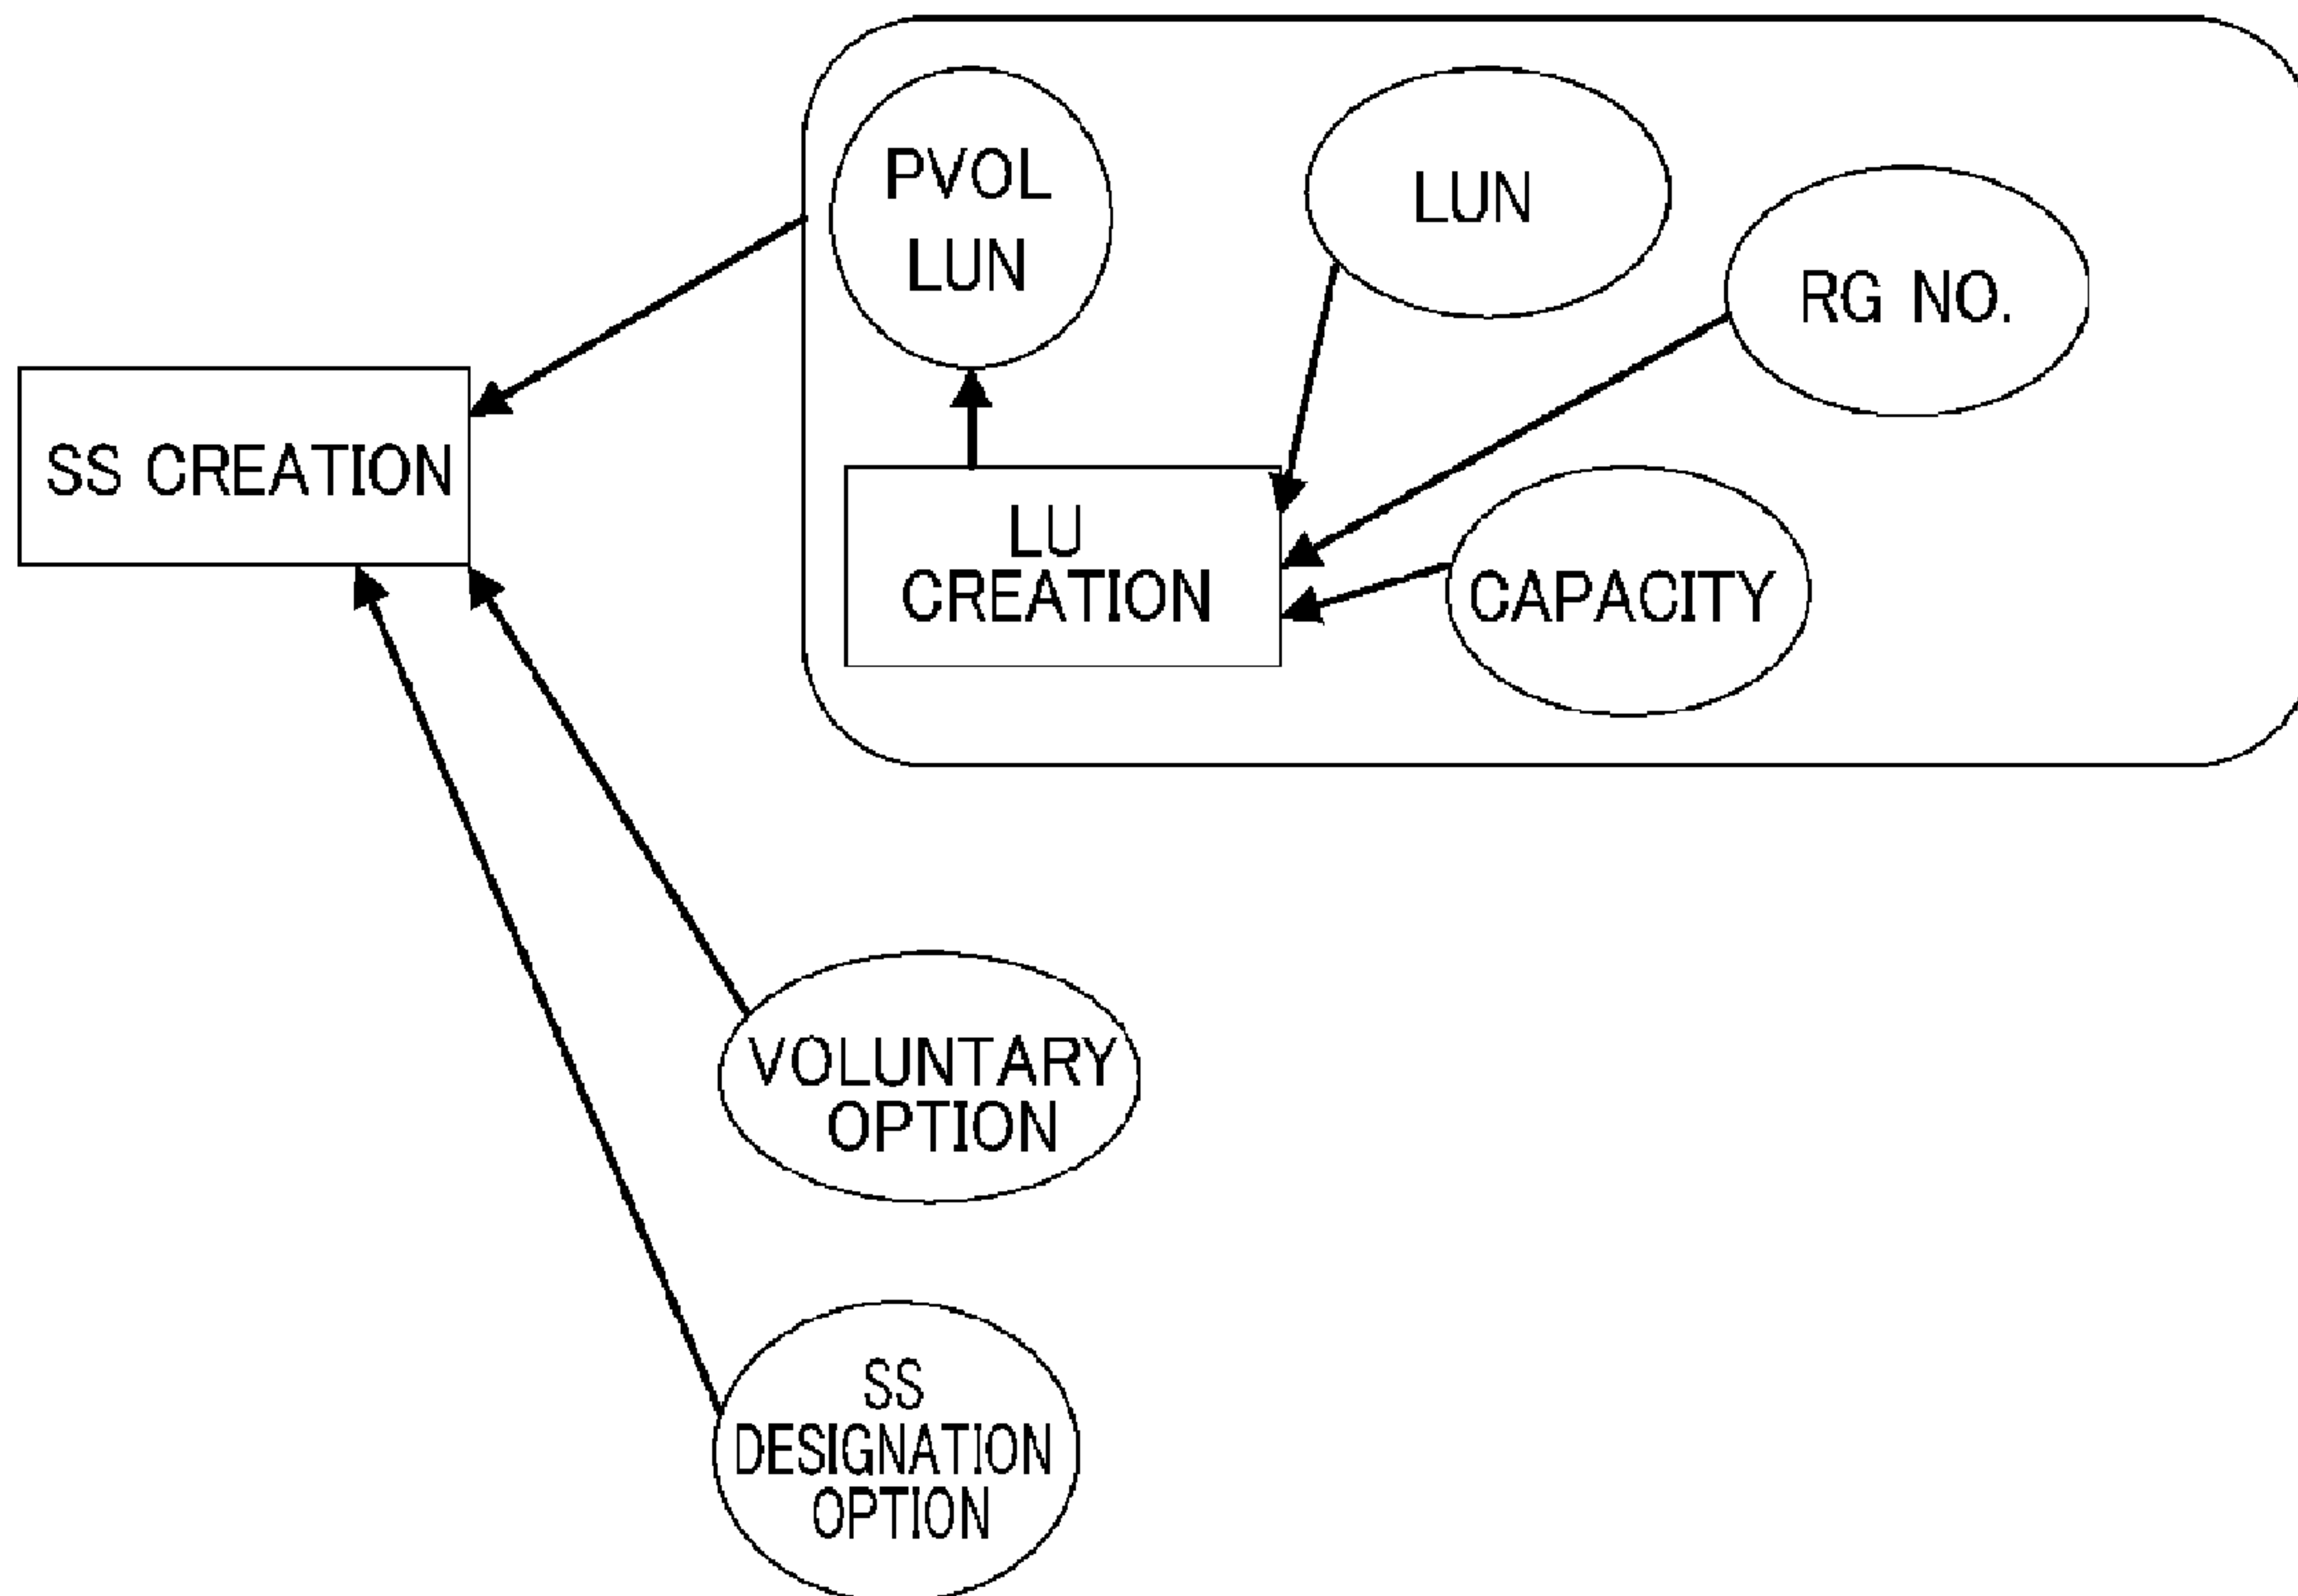 PVOL
LUN
LUN
RG NO.
SS CREATION
LU
CREATION
CAPACITY
VOLUNTARY
OPTION
SS
DESIGNATION
OPTION